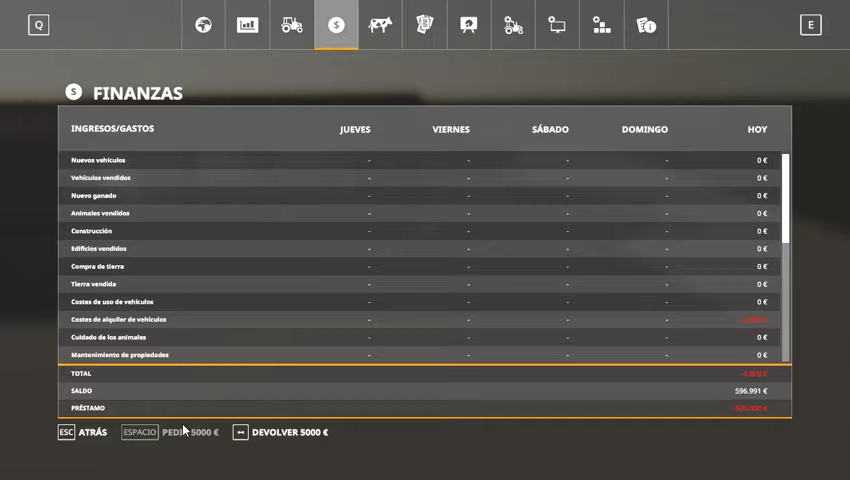 Q
$
E
$ FINANZAS
INGRESOS/GASTOS JUEVES VIERNES SÁBADO DOMINGO HOY
Nuevos vehículos - - - - 0 €
Vehículos vendidos - - - - 0 €
Nuevo ganado - - - - 0 €
Animales vendidos - - - - 0 €
Construcción - - - - 0 €
Edificios vendidos - - - - 0 €
Compra de tierra - - - - 0 €
Tierra vendida - - - - 0 €
Costes de uso de vehículos - - - - 0 €
Costes de alquiler de vehículos - - - -
Cuidado de los animales - - - - 0 €
Mantenimiento de propiedades - - - - 0 €
TOTAL
SALDO 596.991 €
PRÉSTAMO
ESC ATRÁS ESPACIO 5000 € ↔ DEVOLVER 5000 €